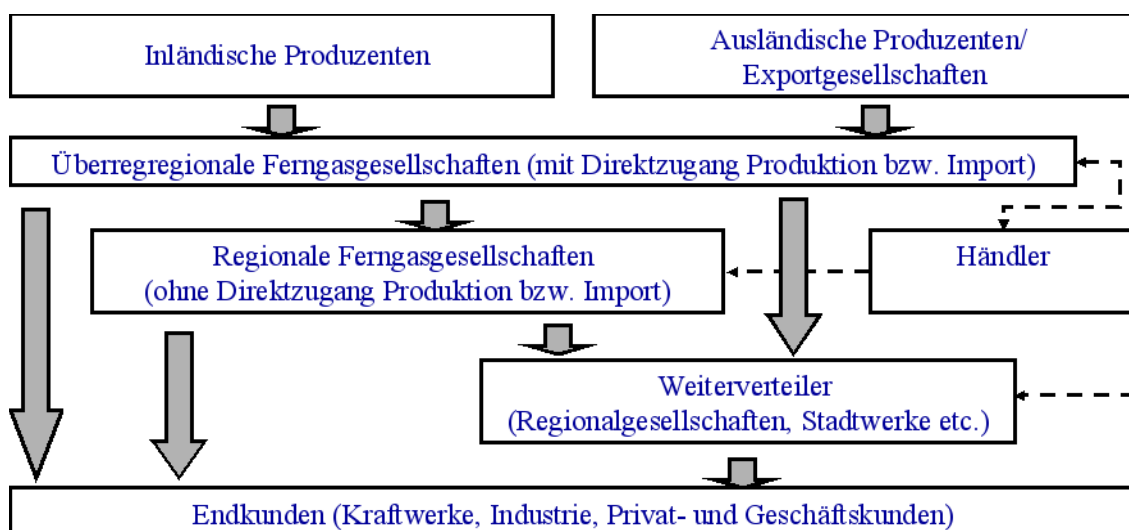 Inländische Produzenten
Ausländische Produzenten/
Exportgesellschaften
Überregregionale Ferngasgesellschaften (mit Direktzugang Produktion bzw. Import)
Regionale Ferngasgesellschaften
(ohne Direktzugang Produktion bzw. Import)
Händler
Weiterverteiler
(Regionalgesellschaften, Stadtwerke etc.)
Endkunden (Kraftwerke, Industrie, Privat- und Geschäftskunden)